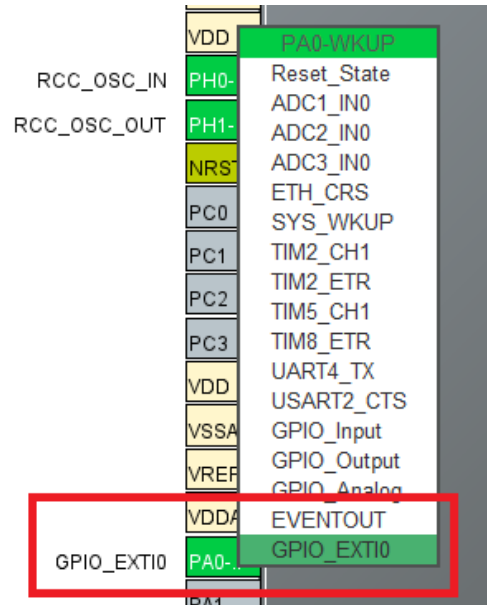 VDD
RCC_OSC_IN PH0-
RCC_OSC_OUT PH1-
NRST
PC0
PC1
PC2
PC3
VDD
VSSA
VREF
VDDA
GPIO_EXTI0 PA0-..
PA1
PA0-WKUP
Reset_State
ADC1_IN0
ADC2_IN0
ADC3_IN0
ETH_CRS
SYS_WKUP
TIM2_CH1
TIM2_ETR
TIM5_CH1
TIM8_ETR
UART4_TX
USART2_CTS
GPIO_Input
GPIO_Output
GPIO_Analog
EVENTOUT
GPIO_EXTI0